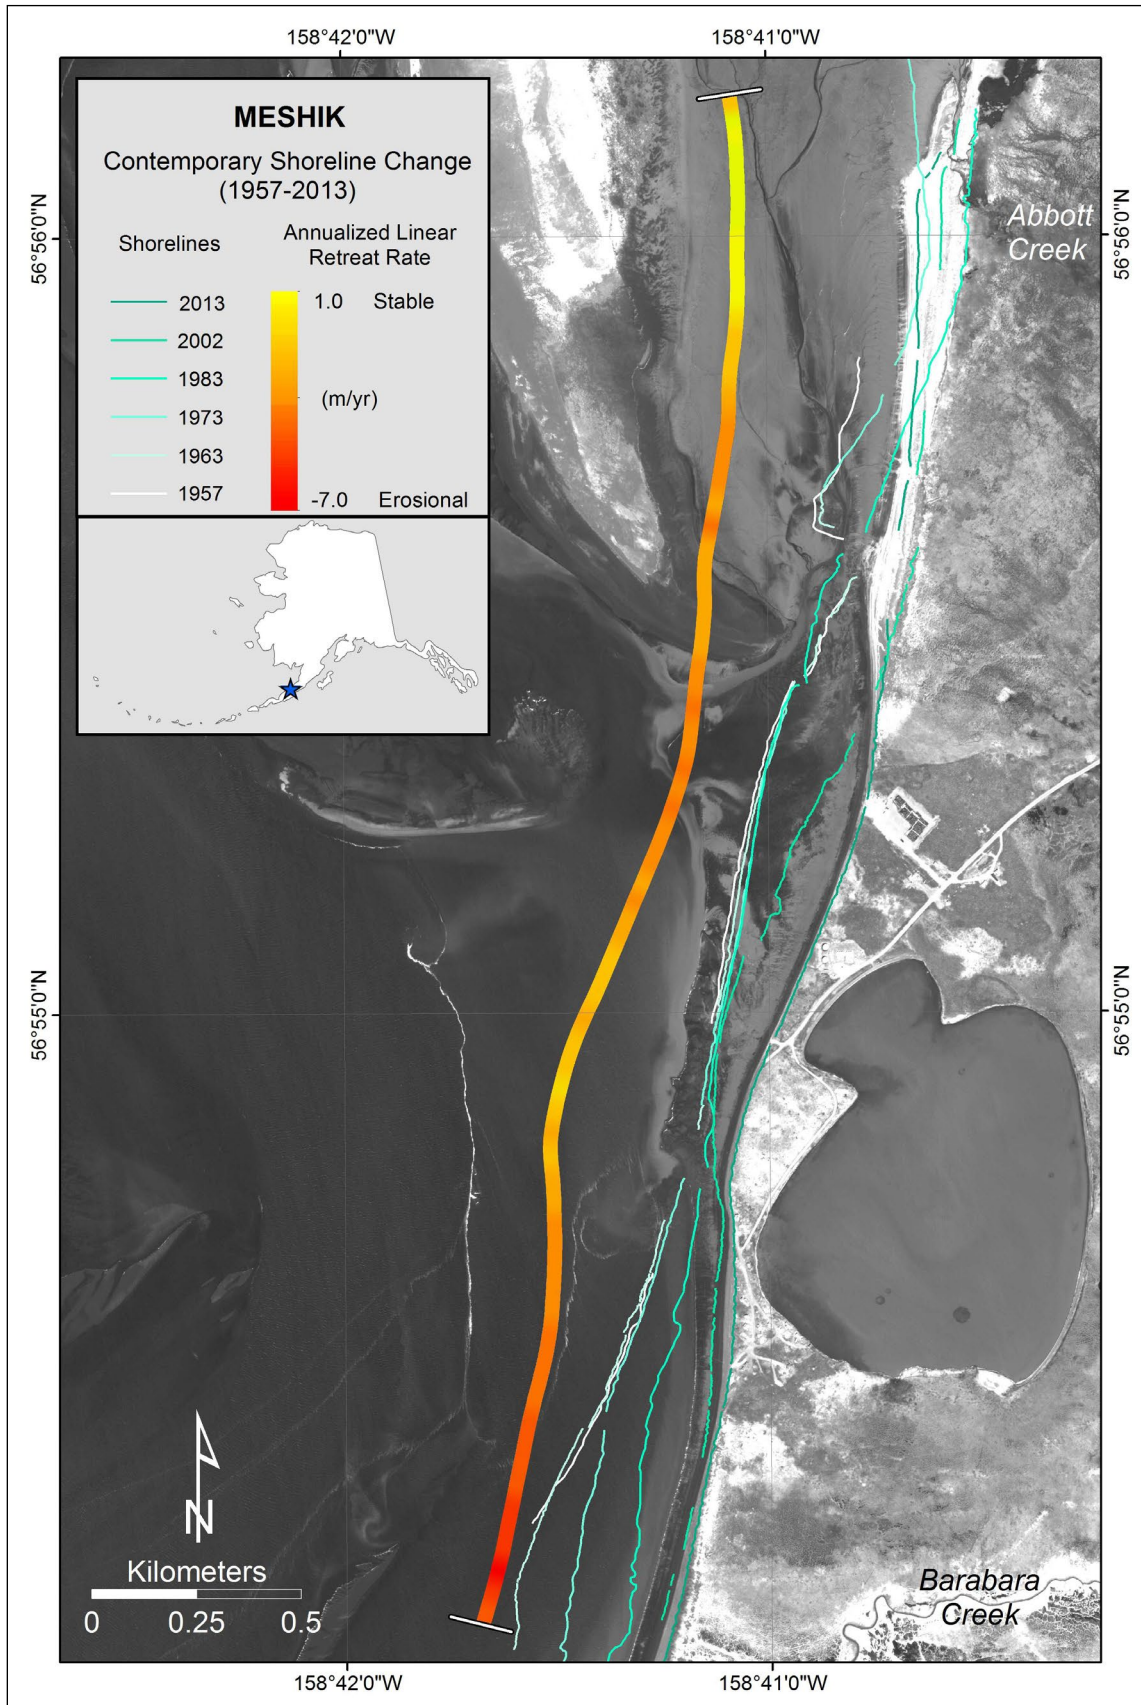 158°42'0"W
158°41'0"W
MESHIK
Contemporary Shoreline Change
(1957-2013)
Shorelines
Annualized Linear
Retreat Rate
2013
2002
1983
1973
1963
1957
1.0 Stable
(m/yr)
-7.0 Erosional
56°56'0"N
56°56'0"N
Abbott
Creek
56°55'0"N
56°55'0"N
N
Kilometers
0 0.25 0.5
Barabara
Creek
158°42'0"W
158°41'0"W